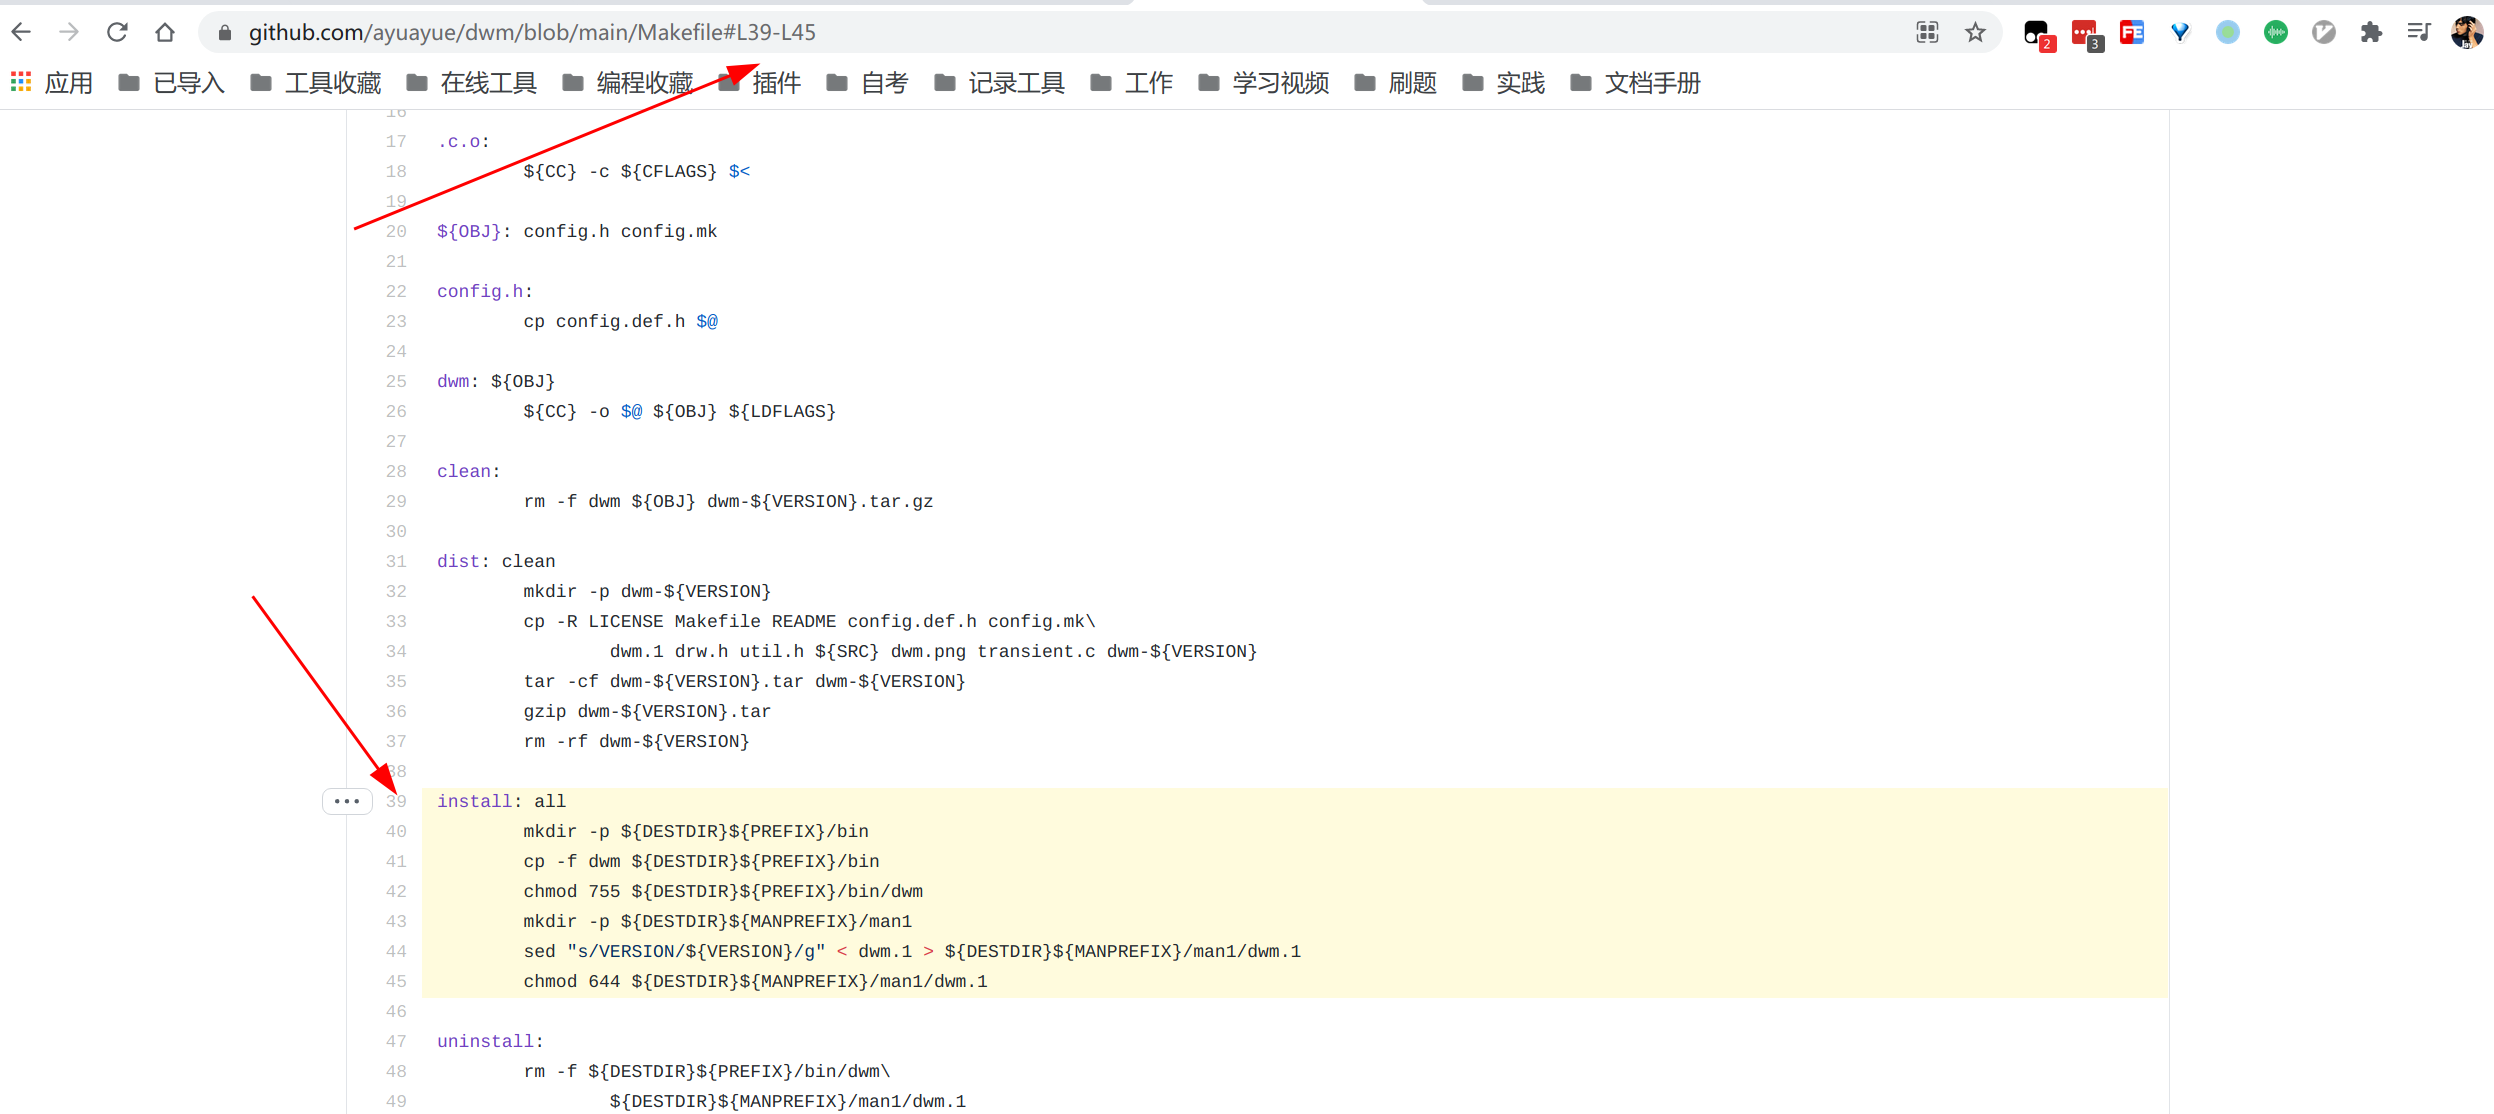 github.com/ayuayue/dwm/blob/main/Makefile#L39-L45
2
3
FE
应用 已导入 工具收藏 在线工具 编程收藏 插件 自考 记录工具 工作 学习视频 刷题 实践 文档手册
16
17 .c.o:
18 ${CC} -c ${CFLAGS} $<
19
20 ${OBJ}: config.h config.mk
21
22 config.h:
23 cp config.def.h $@
24
25 dwm: ${OBJ}
26 ${CC} -o $@ ${OBJ} ${LDFLAGS}
27
28 clean:
29 rm -f dwm ${OBJ} dwm-${VERSION}.tar.gz
30
31 dist: clean
32 mkdir -p dwm-${VERSION}
33 cp -R LICENSE Makefile README config.def.h config.mk\
34 dwm.1 drw.h util.h ${SRC} dwm.png transient.c dwm-${VERSION}
35 tar -cf dwm-${VERSION}.tar dwm-${VERSION}
36 gzip dwm-${VERSION}.tar
37 rm -rf dwm-${VERSION}
38
39 install: all
40 mkdir -p ${DESTDIR}${PREFIX}/bin
41 cp -f dwm ${DESTDIR}${PREFIX}/bin
42 chmod 755 ${DESTDIR}${PREFIX}/bin/dwm
43 mkdir -p ${DESTDIR}${MANPREFIX}/man1
44 sed "s/VERSION/${VERSION}/g" < dwm.1 > ${DESTDIR}${MANPREFIX}/man1/dwm.1
45 chmod 644 ${DESTDIR}${MANPREFIX}/man1/dwm.1
46
47 uninstall:
48 rm -f ${DESTDIR}${PREFIX}/bin/dwm\
49 ${DESTDIR}${MANPREFIX}/man1/dwm.1